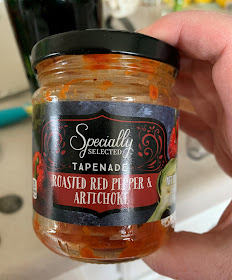 Specially
SELECTED
TAPENADE
ROASTED RED PEPPER &
ARTICHOKE